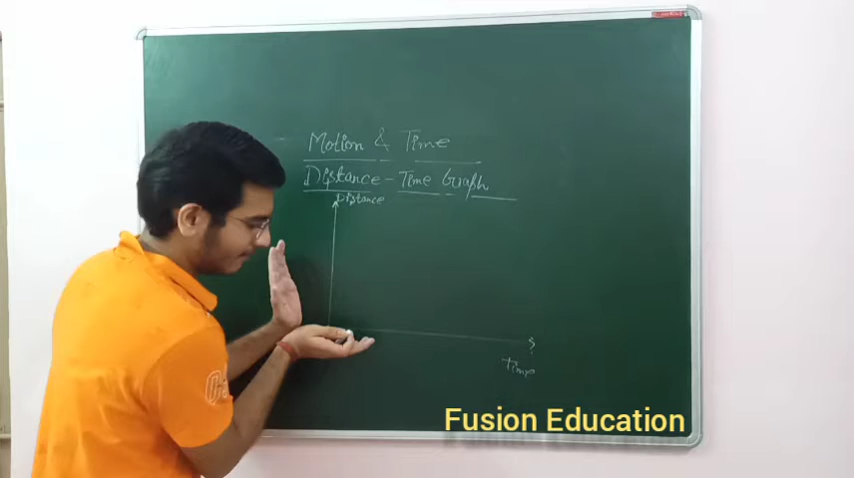 Motion & Time
Distance - Time Graph
Distance
Time
Fusion Education